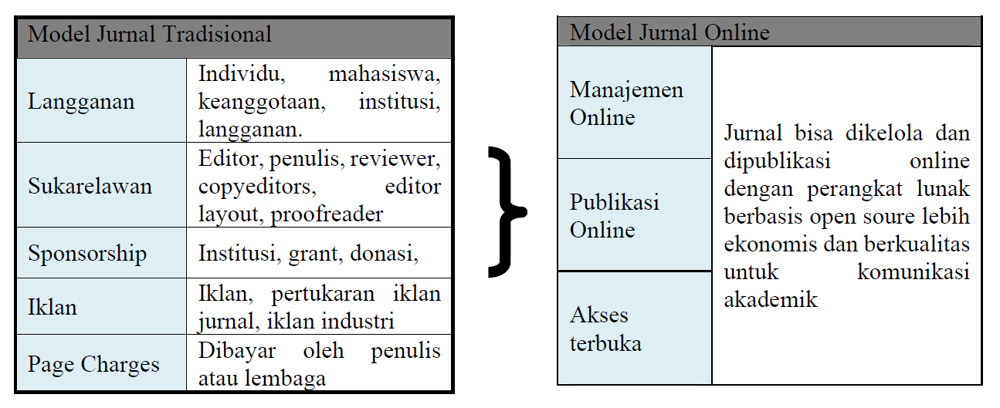 Model Jurnal Tradisional
Langganan
Individu, mahasiswa,
keanggotaan, institusi,
langganan.
Sukarelawan
Editor, penulis, reviewer,
copyeditors, editor
layout, proofreader
Sponsorship
Institusi, grant, donasi,
Iklan
Iklan, pertukaran iklan
jurnal, iklan industri
Page Charges
Dibayar oleh penulis
atau lembaga
Model Jurnal Online
Manajemen
Online
Publikasi
Online
Akses
terbuka
Jurnal bisa dikelola dan
dipublikasi online
dengan perangkat lunak
berbasis open soure lebih
ekonomis dan berkualitas
untuk komunikasi
akademik